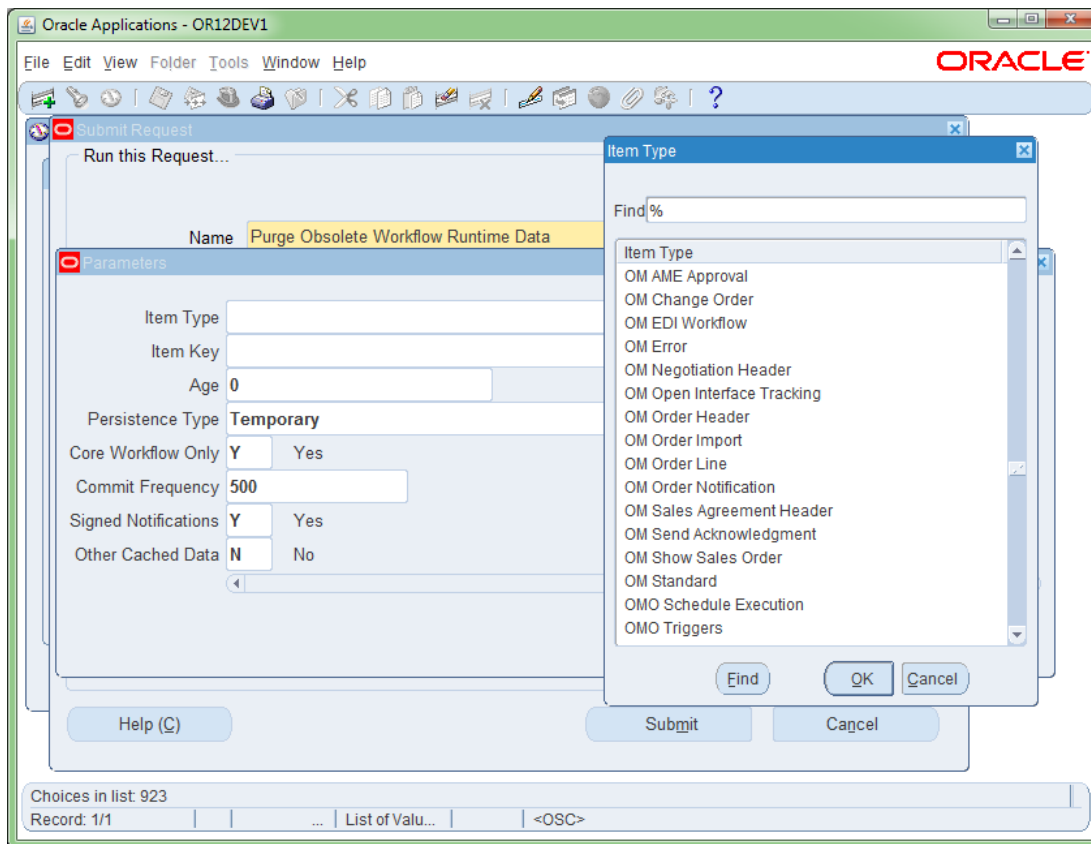 Oracle Applications - OR12DEV1
File Edit View Folder Tools Window Help
ORACLE
Submit Request
Run this Request...
Name Purge Obsolete Workflow Runtime Data
Parameters
Item Type
Item Key
Age 0
Persistence Type Temporary
Core Workflow Only Y Yes
Commit Frequency 500
Signed Notifications Y Yes
Other Cached Data N No
Item Type
Find %
Item Type
OM AME Approval
OM Change Order
OM EDI Workflow
OM Error
OM Negotiation Header
OM Open Interface Tracking
OM Order Header
OM Order Import
OM Order Line
OM Order Notification
OM Sales Agreement Header
OM Send Acknowledgment
OM Show Sales Order
OM Standard
OMO Schedule Execution
OMO Triggers
Find OK Cancel
Help (C) Submit Cancel
Choices in list: 923
Record: 1/1 ... List of Valu... <OSC>